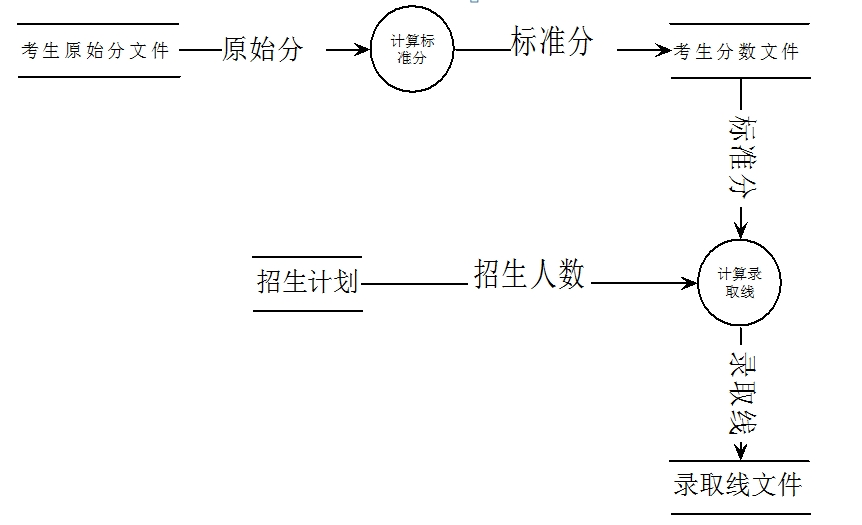 考生原始分文件
原始分
计算标
准分
标准分
考生分数文件
标准分
招生计划
招生人数
计算录
取线
录取线
录取线文件